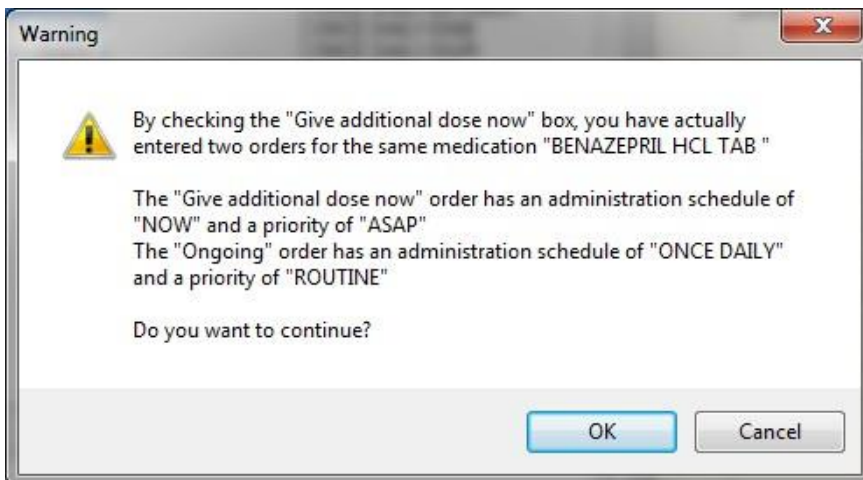 Warning
By checking the "Give additional dose now" box, you have actually
entered two orders for the same medication "BENAZEPRIL HCL TAB "
The "Give additional dose now" order has an administration schedule of
"NOW" and a priority of "ASAP"
The "Ongoing" order has an administration schedule of "ONCE DAILY"
and a priority of "ROUTINE"
Do you want to continue?
OK
Cancel